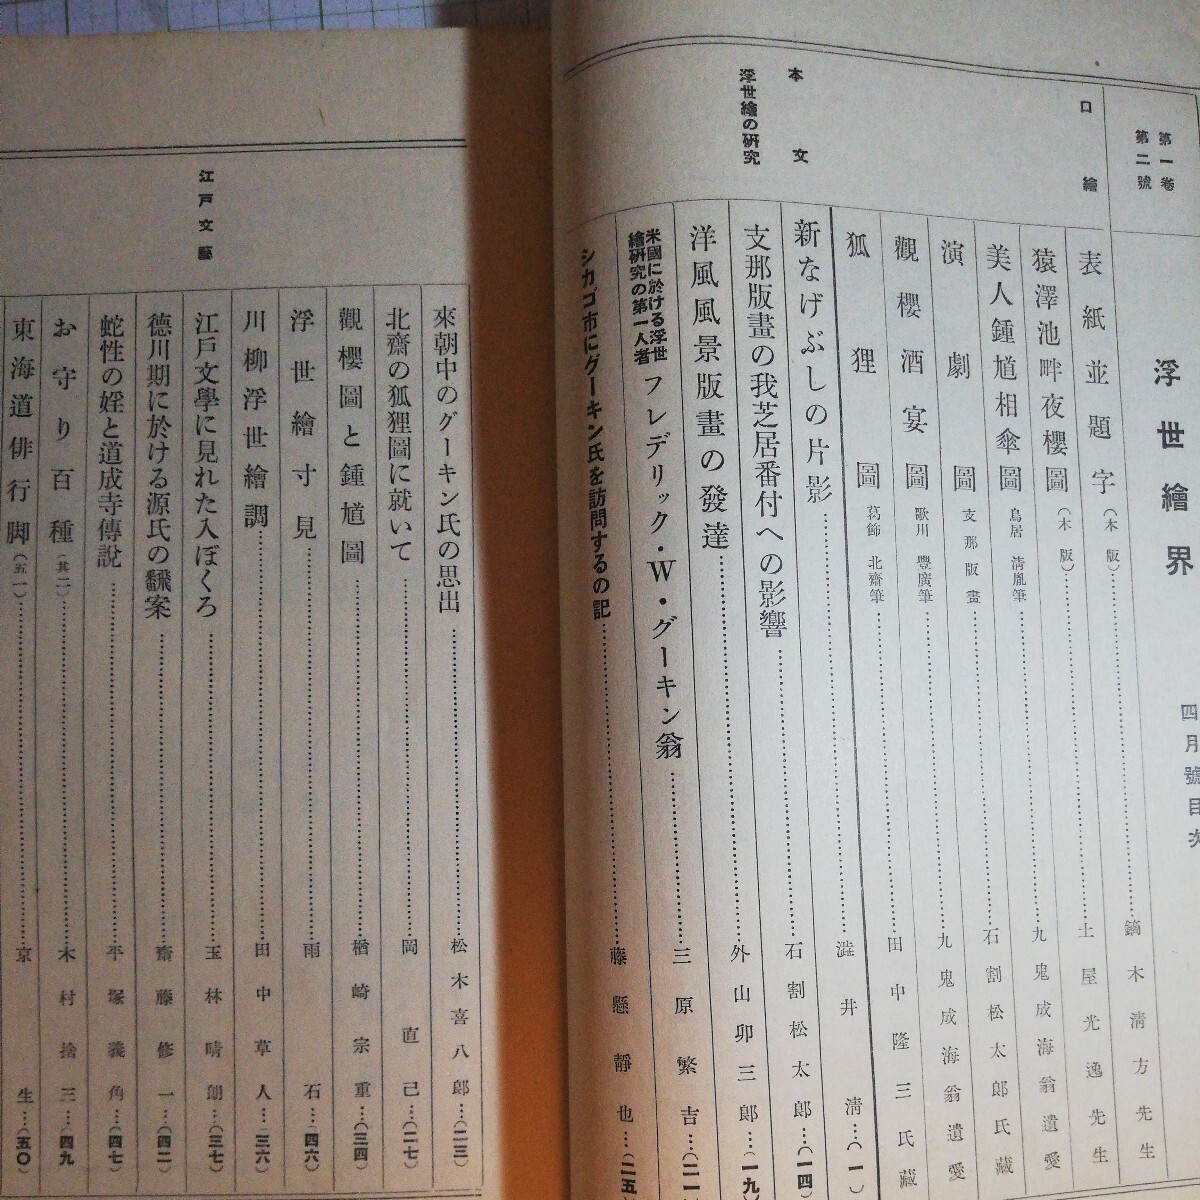 浮世繪界
四月號目次
第一卷
第二號
口繪
表紙並題字（木版）……鏑木淸方先生
猿澤池畔夜櫻圖（木版）……土屋光逸先生
美人鍾馗相傘圖 鳥居淸胤筆……九鬼成海翁遺愛
演劇圖 支那版畫……石割松太郎氏藏
觀櫻酒宴圖 歌川豐廣筆……九鬼成海翁遺愛
狐狸圖 葛飾北齋筆……田中隆三氏藏
本文
新なげぶしの片影……澁井淸…（一）
浮世繪の硏究
支那版畫の我芝居番付への影響……石割松太郎…（一四）
洋風風景版畫の發達……外山卯三郎…（一九）
米國に於ける浮世
繪硏究の第一人者
フレデリック・W・グーキン翁……三原繁吉…（二一）
シカゴ市にグーキン氏を訪問するの記……藤懸靜也…（二五）
來朝中のグーキン氏の思出……松木喜八郎…（二三）
北齋の狐狸圖に就いて……岡直己…（二七）
觀櫻圖と鍾馗圖……楢崎宗重…（三四）
浮世繪寸見……雨石…（四六）
川柳浮世繪調……田中草人…（三六）
江戶文藝
江戶文學に見れた入ぼくろ……玉林晴朗…（三七）
德川期に於ける源氏の飜案……齋藤修一…（四二）
蛇性の婬と道成寺傳說……平塚義角…（四七）
お守り百種（其二）……木村捨三…（四九
東海道俳行脚（五一）……京生…（五〇）